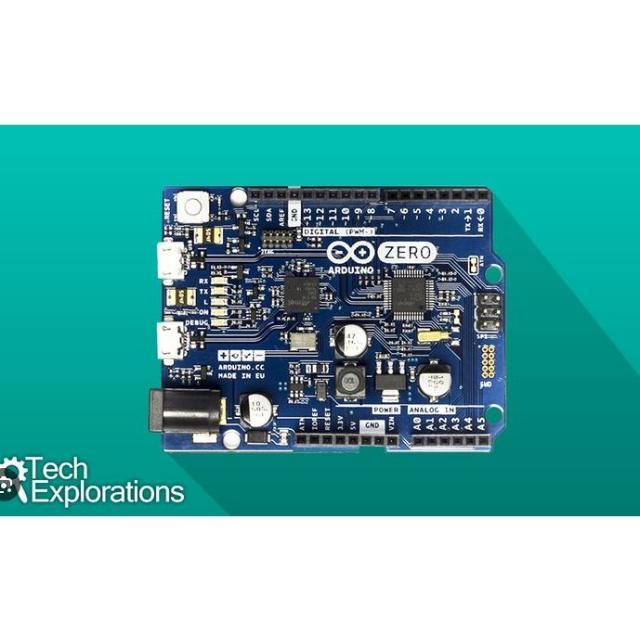 RESET
SCL
SDA
AREF
GND
~13
~12
~11
~10
~9
~8
7
~6
~5
~4
~3
2
TX→1
RX←0
DIGITAL (PWM~)
ZERO
ARDUINO
RX
TX
L
ON
DEBUG
ARDUINO.CC
MADE IN EU
POWER
ANALOG IN
ATN
IOREF
RESET
3.3V
5V
GND
VIN
A0
A1
A2
A3
A4
A5
Tech
Explorations